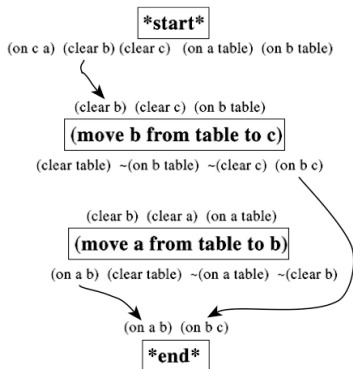 *start*
(on c a) (clear b) (clear c) (on a table) (on b table)
(clear b) (clear c) (on b table)
(move b from table to c)
(clear table) ~(on b table) ~(clear c) (on b c)
(clear b) (clear a) (on a table)
(move a from table to b)
(on a b) (clear table) ~(on a table) ~(clear b)
(on a b) (on b c)
*end*